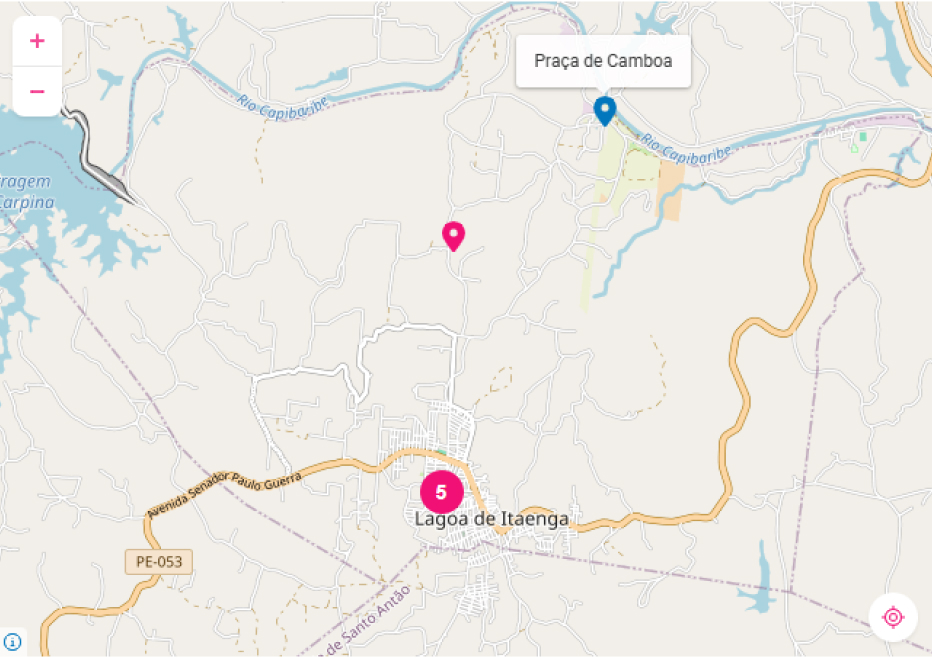 +
−
Praça de Camboa
Rio Capibaribe
Rio Capibaribe
ragem
Carpina
Avenida Senador Paulo Guerra
5
Lagoa de Itaenga
PE-053
de Santo Antão
i